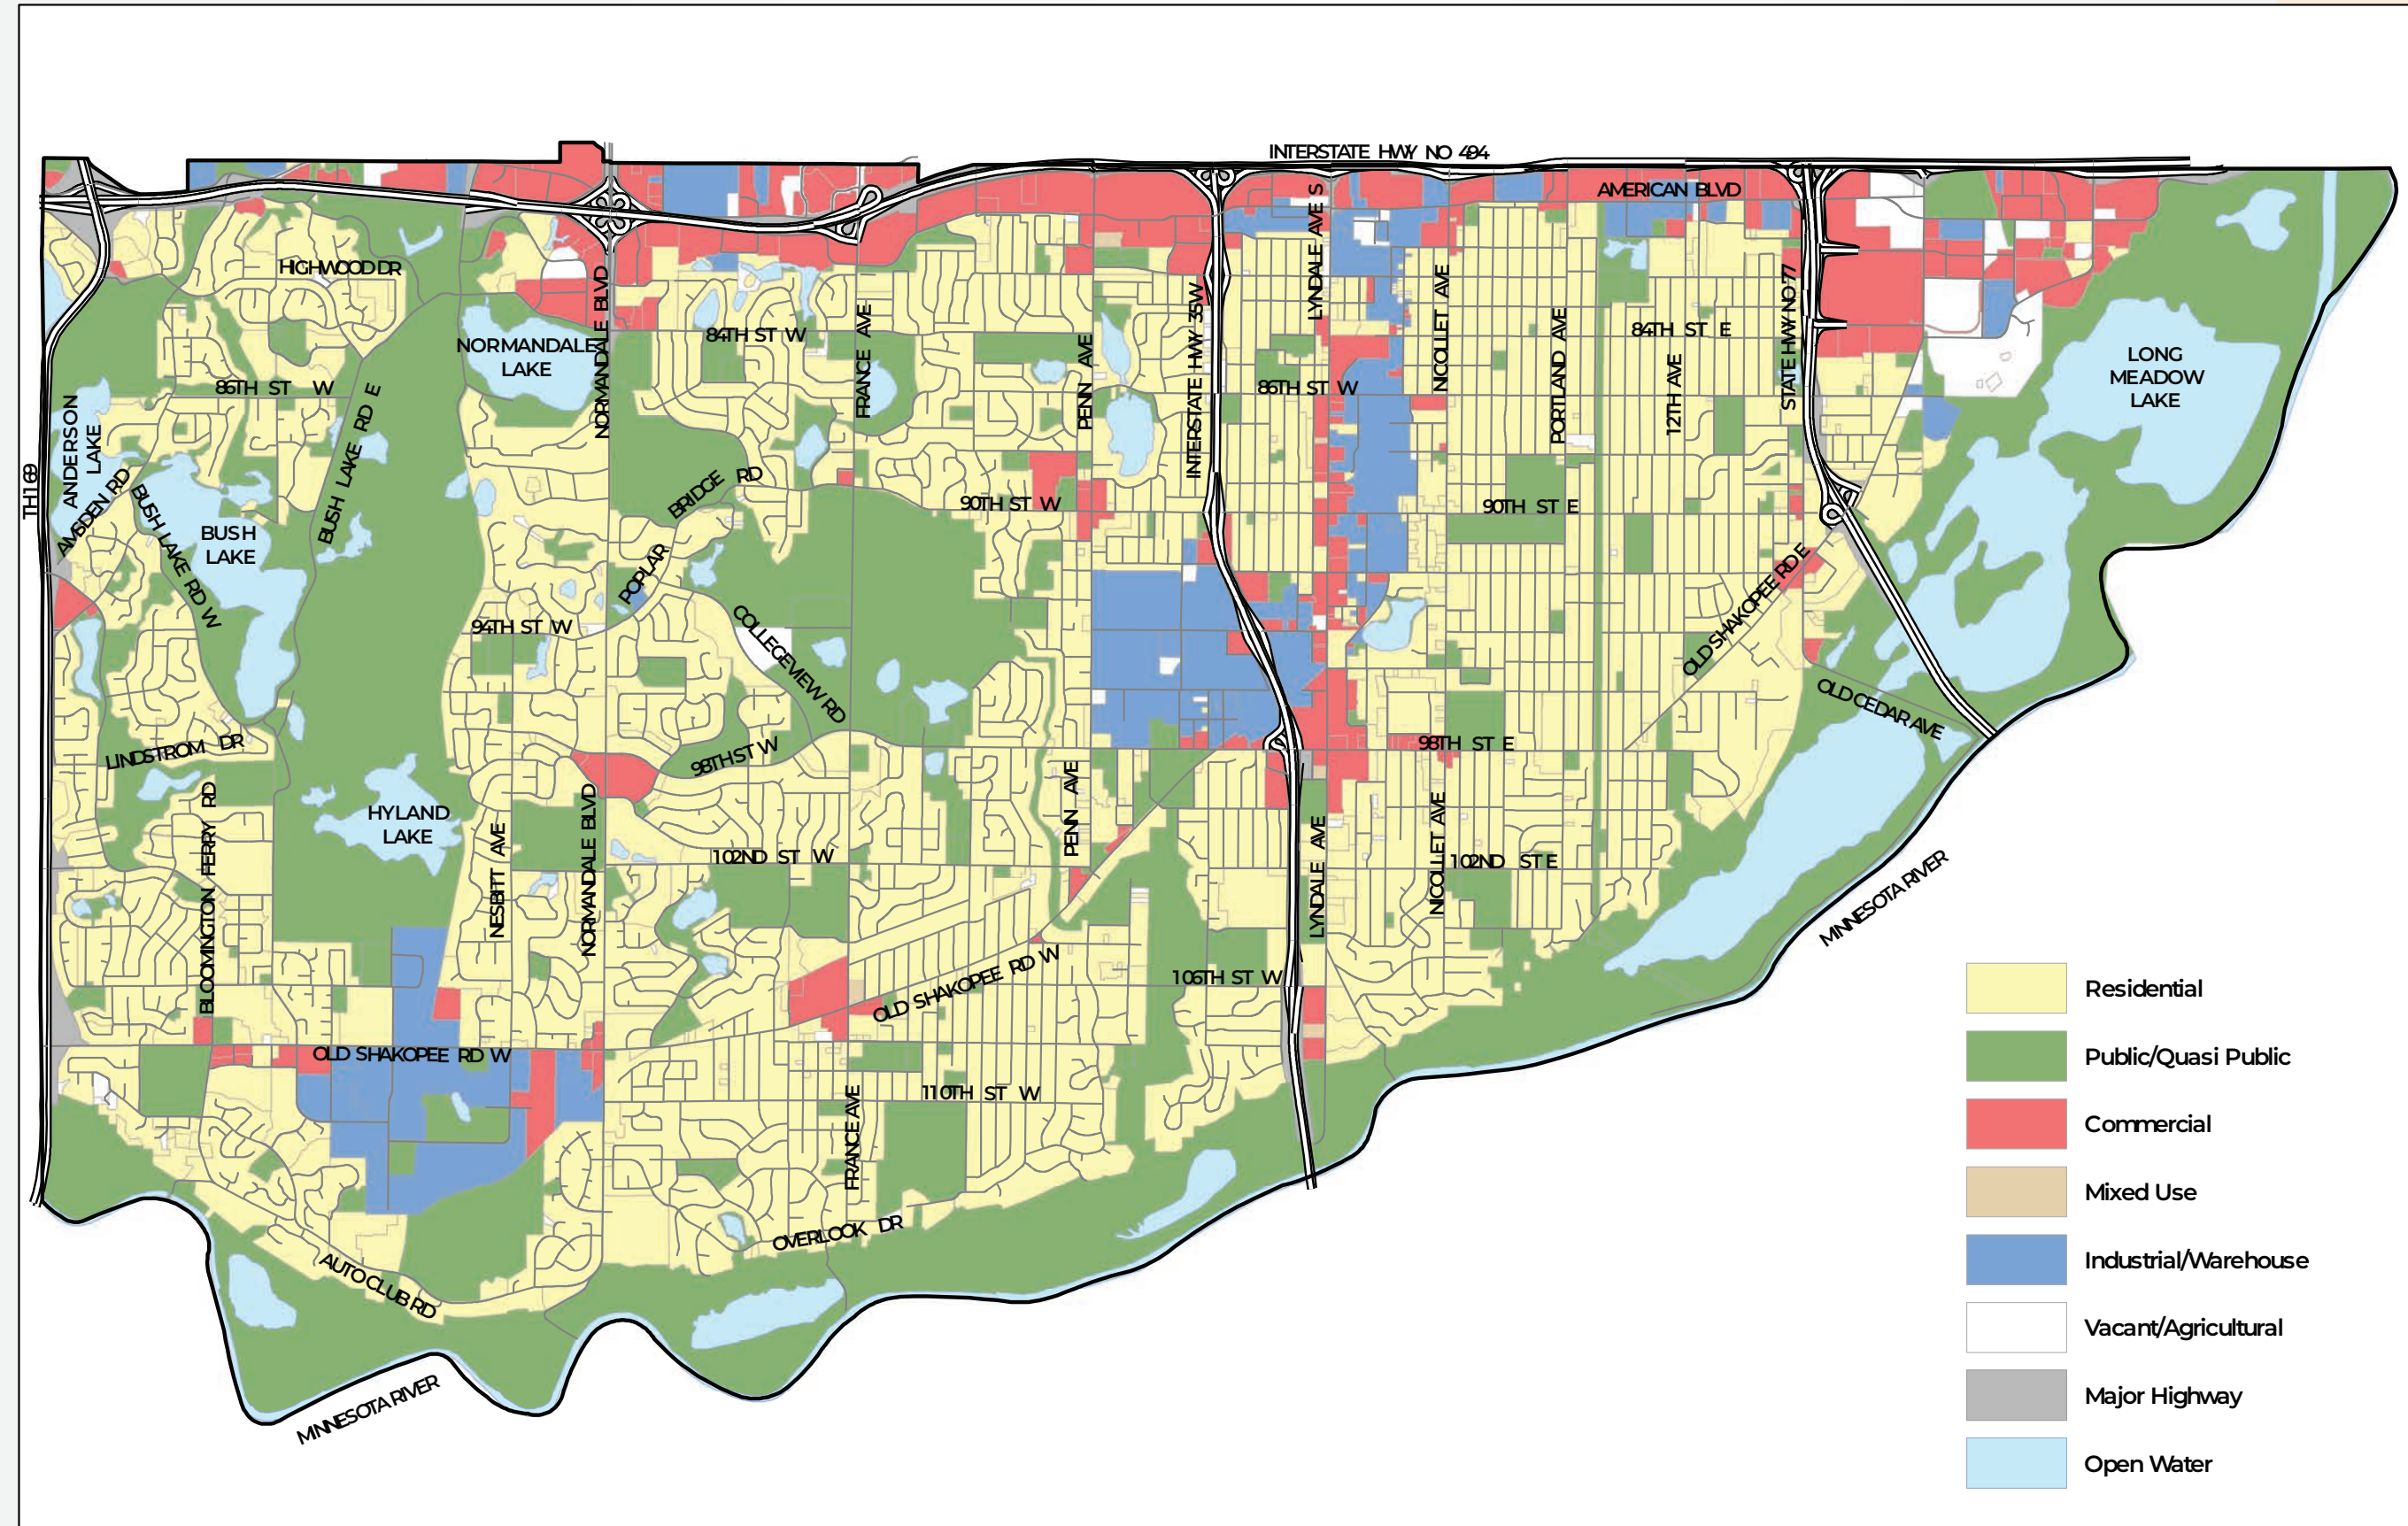 INTERSTATE HWY NO 494
AMERICAN BLVD
LYNDALE AVE S
HIGHWOOD DR
NORMANDALE BLVD
NORMANDALE
LAKE
84TH ST W
FRANCE AVE
PENN AVE
INTERSTATE HWY 35W
NICOLLET AVE
PORTLAND AVE
84TH ST E
12TH AVE
STATE HWY NO 77
LONG
MEADOW
LAKE
86TH ST W
86TH ST W
BUSH LAKE RD E
ANDERSON
LAKE
TH 169
AMSDEN RD
BUSH LAKE RD W
BUSH
LAKE
BRIDGE RD
POPLAR
90TH ST W
90TH ST E
94TH ST W
COLLEGEVIEW RD
OLD SHAKOPEE RD E
OLD CEDAR AVE
LINDSTROM DR
98TH ST W
98TH ST E
BLOOMINGTON FERRY RD
HYLAND
LAKE
NESBITT AVE
NORMANDALE BLVD
102ND ST W
PENN AVE
LYNDALE AVE
NICOLLET AVE
102ND ST E
MINNESOTA RIVER
106TH ST W
OLD SHAKOPEE RD W
OLD SHAKOPEE RD W
110TH ST W
FRANCE AVE
OVERLOOK DR
AUTO CLUB RD
MINNESOTA RIVER
Residential
Public/Quasi Public
Commercial
Mixed Use
Industrial/Warehouse
Vacant/Agricultural
Major Highway
Open Water